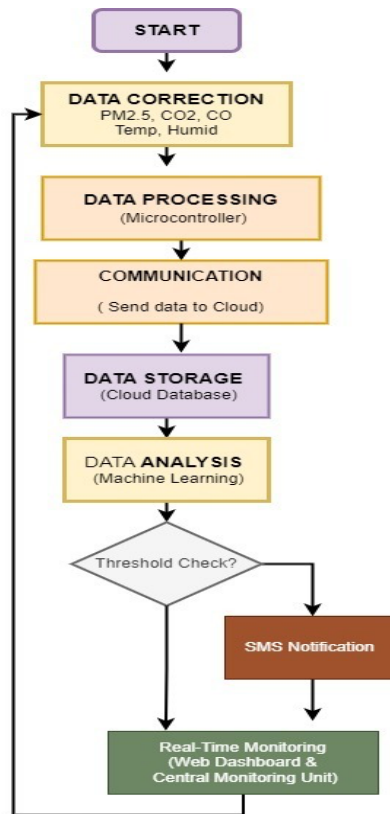 START
DATA CORRECTION
PM2.5, CO2, CO
Temp, Humid
DATA PROCESSING
(Microcontroller)
COMMUNICATION
( Send data to Cloud)
DATA STORAGE
(Cloud Database)
DATA ANALYSIS
(Machine Learning)
Threshold Check?
SMS Notification
Real-Time Monitoring
(Web Dashboard &
Central Monitoring Unit)